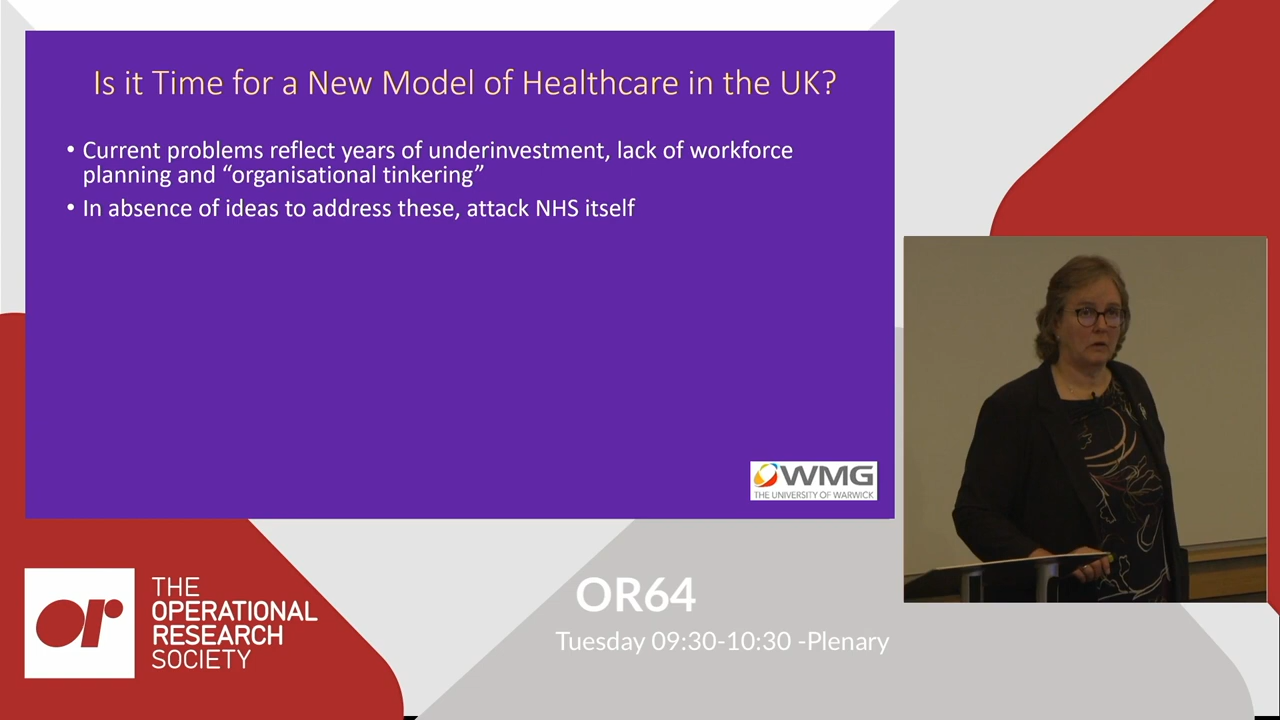 Is it Time for a New Model of Healthcare in the UK?
• Current problems reflect years of underinvestment, lack of workforce
planning and “organisational tinkering”
• In absence of ideas to address these, attack NHS itself
WMG
THE UNIVERSITY OF WARWICK
or
THE
OPERATIONAL
RESEARCH
SOCIETY
OR64
Tuesday 09:30-10:30 -Plenary